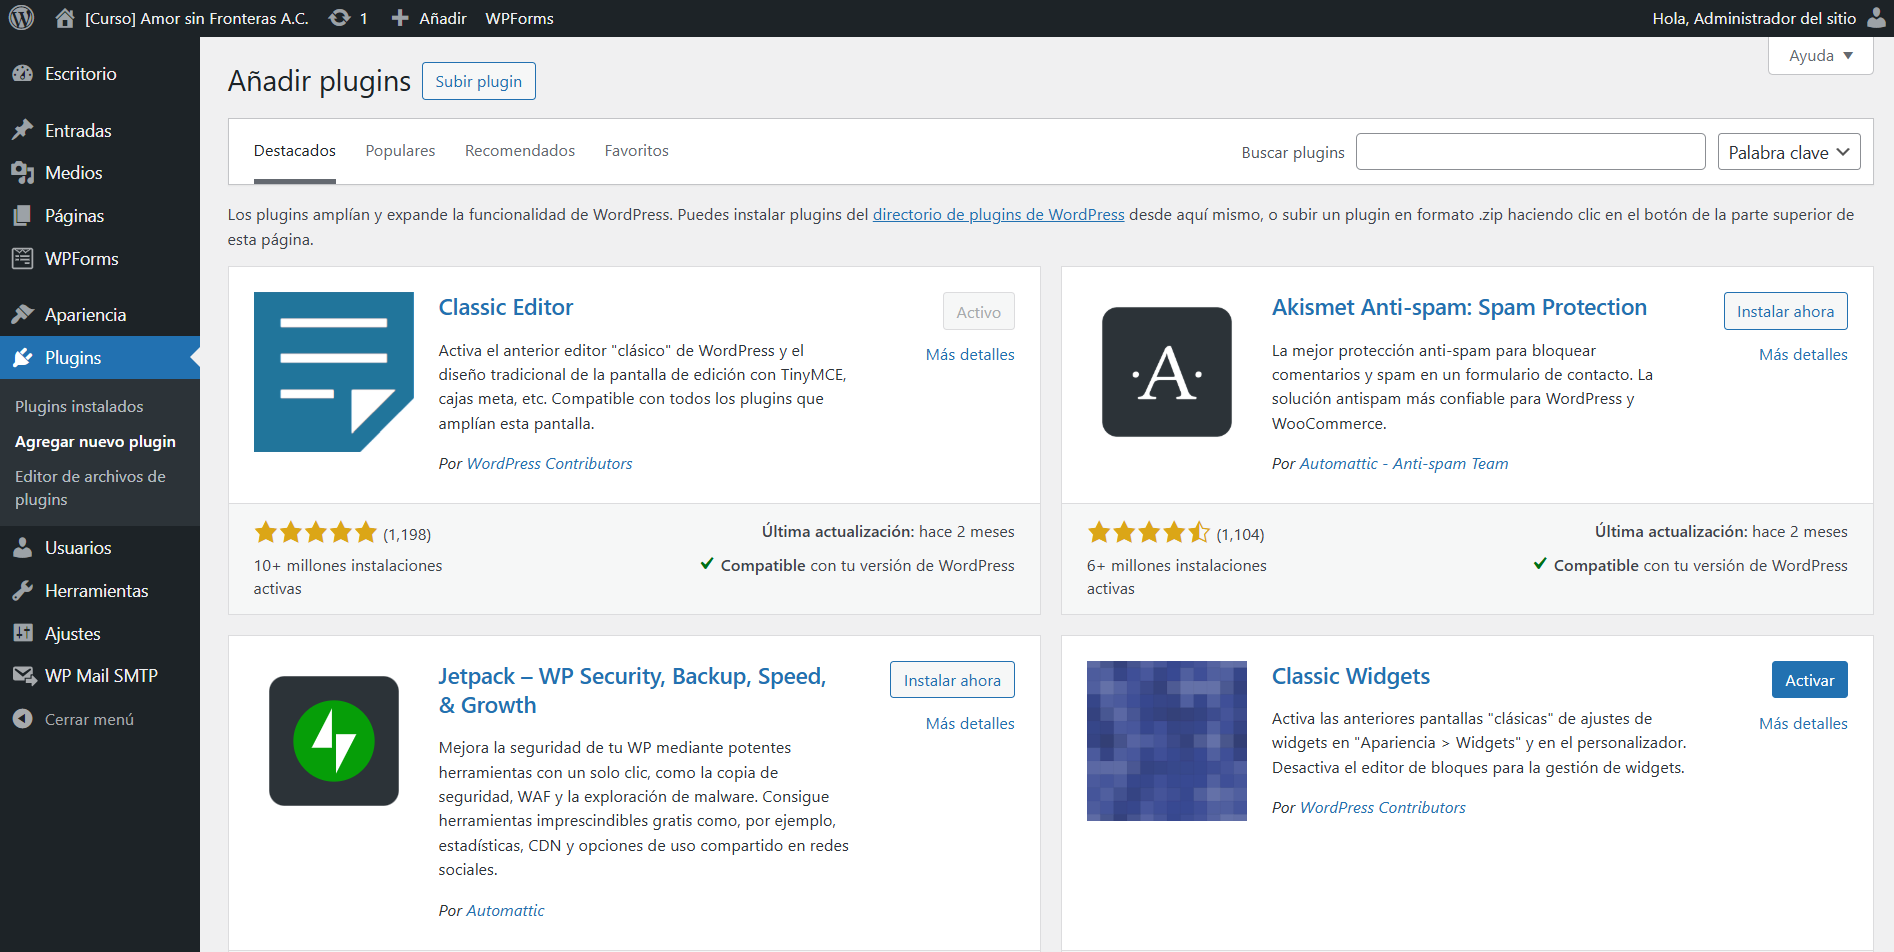 [Curso] Amor sin Fronteras A.C.
1
Añadir
WPForms
Hola, Administrador del sitio
Escritorio
Entradas
Medios
Páginas
WPForms
Apariencia
Plugins
Plugins instalados
Agregar nuevo plugin
Editor de archivos de
plugins
Usuarios
Herramientas
Ajustes
WP Mail SMTP
Cerrar menú
Ayuda
Añadir plugins
Subir plugin
Destacados
Populares
Recomendados
Favoritos
Buscar plugins
Palabra clave
Los plugins amplían y expande la funcionalidad de WordPress. Puedes instalar plugins del directorio de plugins de WordPress desde aquí mismo, o subir un plugin en formato .zip haciendo clic en el botón de la parte superior de
esta página.
Classic Editor
Activo
Más detalles
Activa el anterior editor "clásico" de WordPress y el
diseño tradicional de la pantalla de edición con TinyMCE,
cajas meta, etc. Compatible con todos los plugins que
amplían esta pantalla.
Por WordPress Contributors
(1,198)
10+ millones instalaciones
activas
Última actualización: hace 2 meses
Compatible con tu versión de WordPress
·A·
Akismet Anti-spam: Spam Protection
Instalar ahora
Más detalles
La mejor protección anti-spam para bloquear
comentarios y spam en un formulario de contacto. La
solución antispam más confiable para WordPress y
WooCommerce.
Por Automattic - Anti-spam Team
(1,104)
6+ millones instalaciones
activas
Última actualización: hace 2 meses
Compatible con tu versión de WordPress
Jetpack – WP Security, Backup, Speed,
& Growth
Instalar ahora
Más detalles
Mejora la seguridad de tu WP mediante potentes
herramientas con un solo clic, como la copia de
seguridad, WAF y la exploración de malware. Consigue
herramientas imprescindibles gratis como, por ejemplo,
estadísticas, CDN y opciones de uso compartido en redes
sociales.
Por Automattic
Classic Widgets
Activar
Más detalles
Activa las anteriores pantallas "clásicas" de ajustes de
widgets en "Apariencia > Widgets" y en el personalizador.
Desactiva el editor de bloques para la gestión de widgets.
Por WordPress Contributors